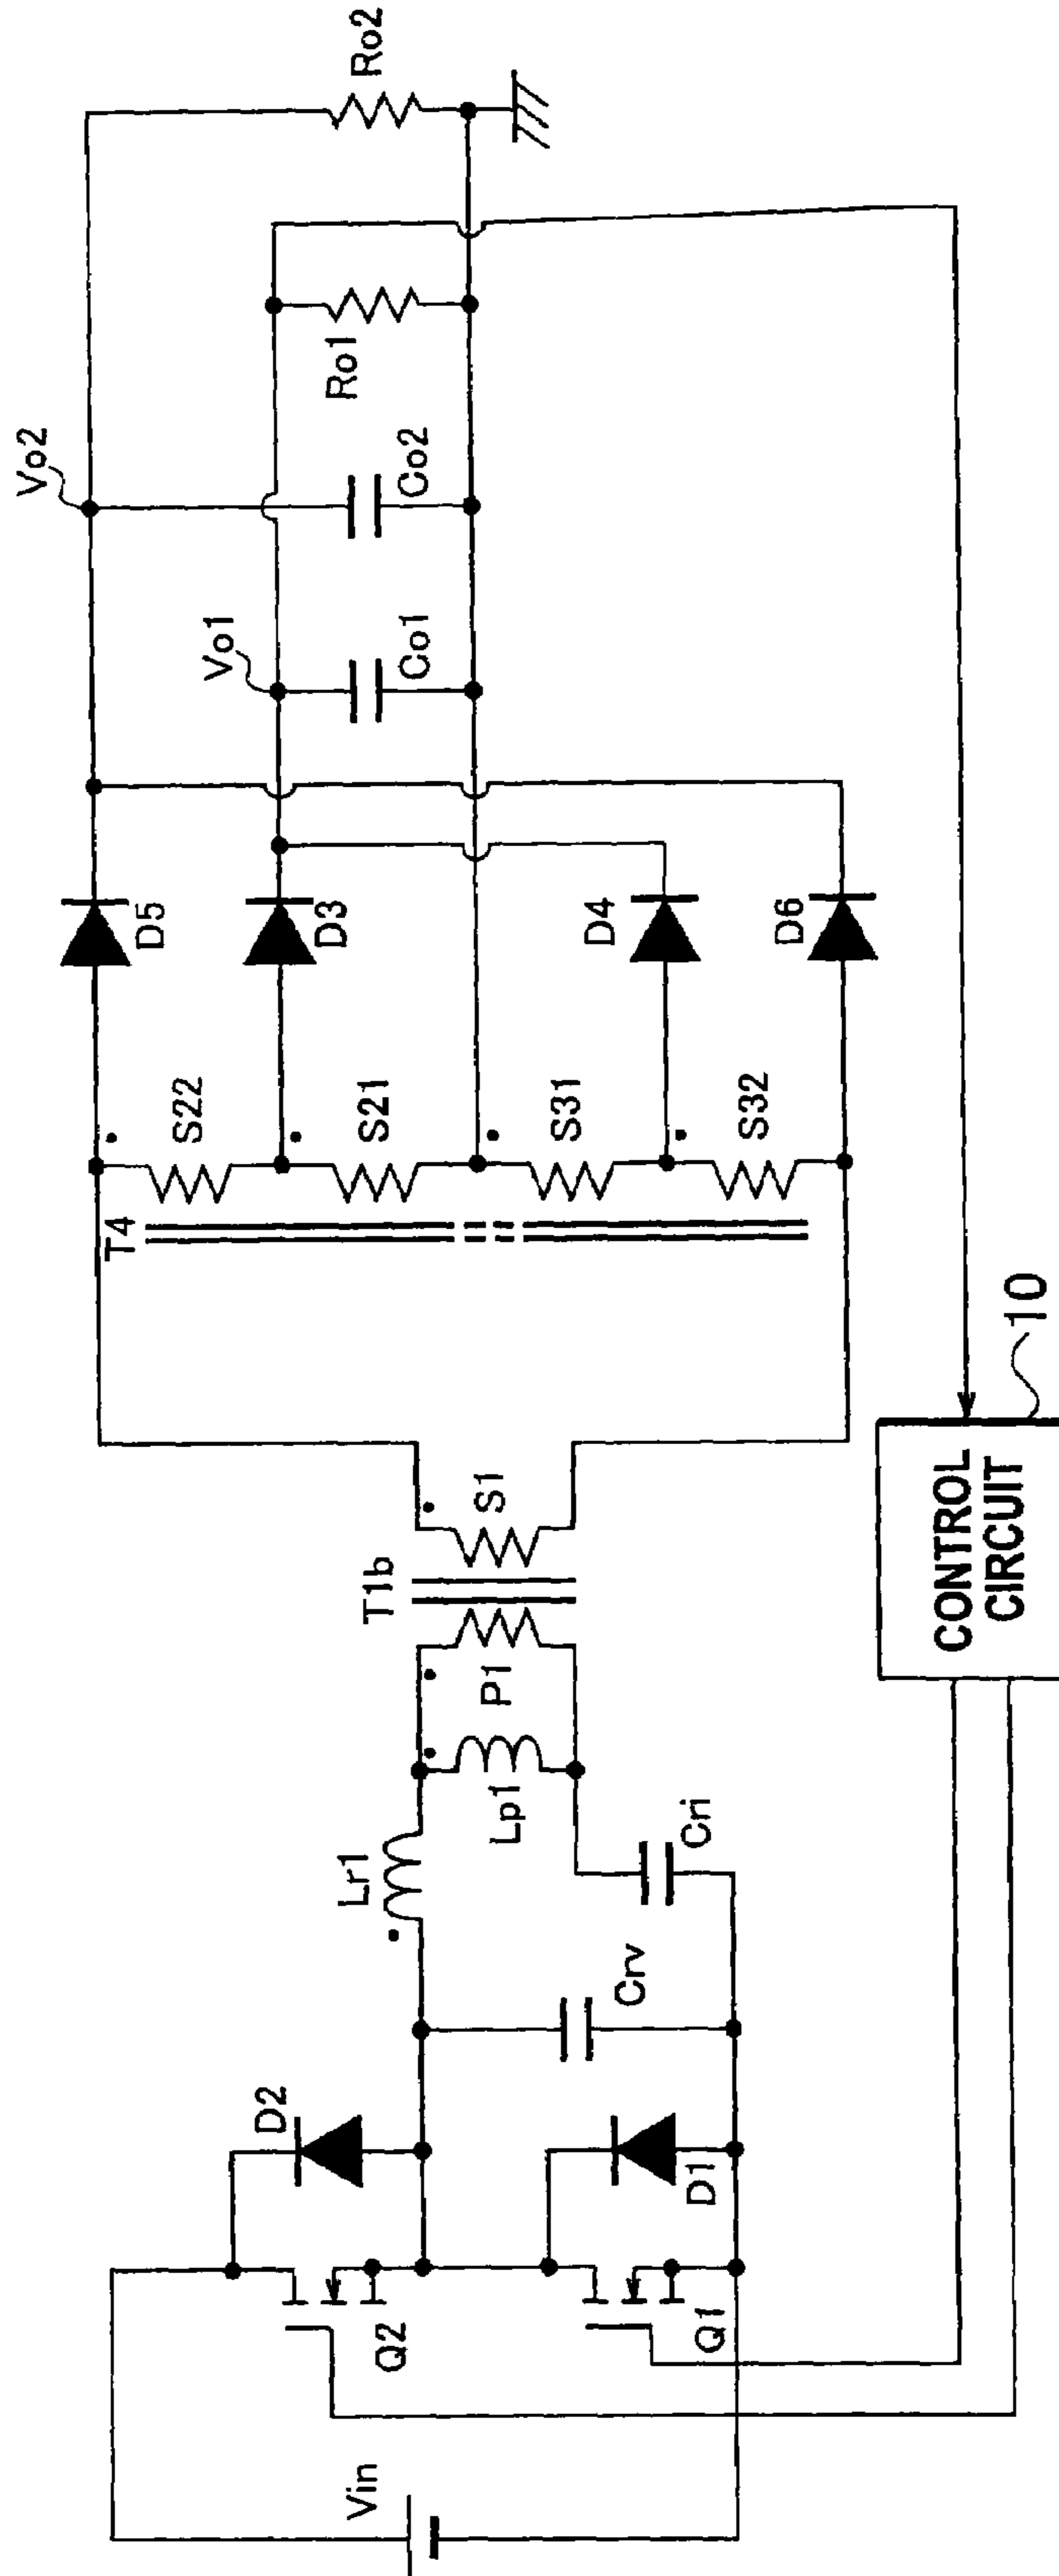 Vin
Q2
Q1
D2
D1
Crv
Cri
Lr1
Lp1
P1
T1b
S1
T4
S22
S21
S31
S32
D5
D3
D4
D6
Vo1
Vo2
Co1
Co2
Ro1
Ro2
CONTROL
CIRCUIT
10